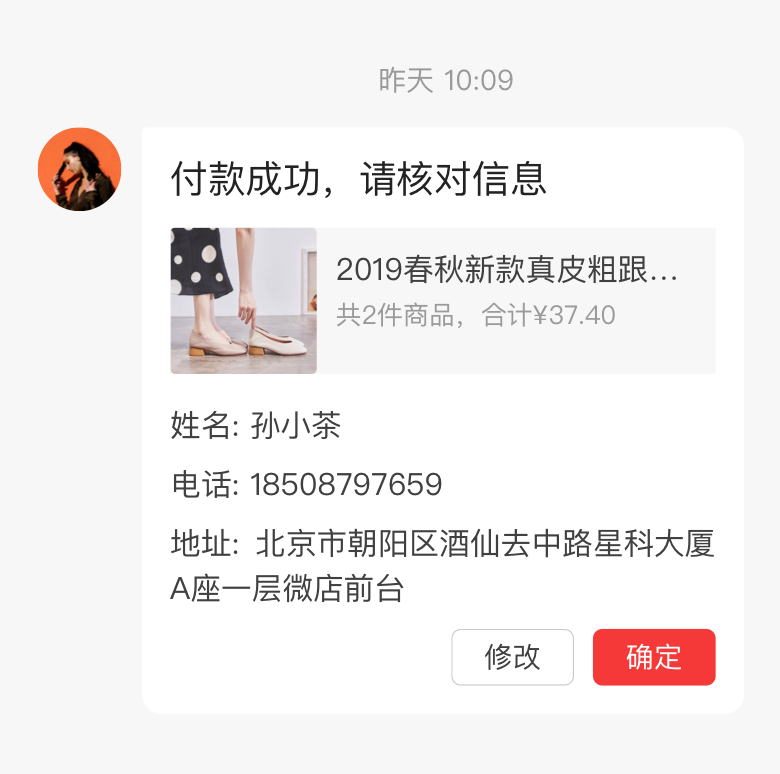 昨天 10:09
付款成功，请核对信息
2019春秋新款真皮粗跟...
共2件商品，合计¥37.40
姓名: 孙小茶
电话: 18508797659
地址: 北京市朝阳区酒仙去中路星科大厦
A座一层微店前台
修改 确定